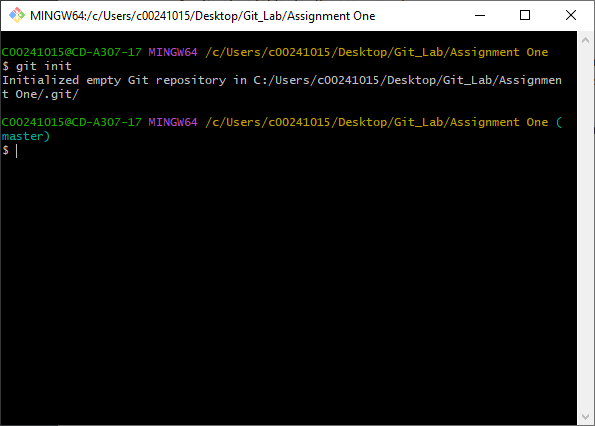 MINGW64:/c/Users/c00241015/Desktop/Git_Lab/Assignment One
C00241015@CD-A307-17 MINGW64 /c/Users/c00241015/Desktop/Git_Lab/Assignment One
$ git init
Initialized empty Git repository in C:/Users/c00241015/Desktop/Git_Lab/Assignmen
t One/.git/
C00241015@CD-A307-17 MINGW64 /c/Users/c00241015/Desktop/Git_Lab/Assignment One (
master)
$